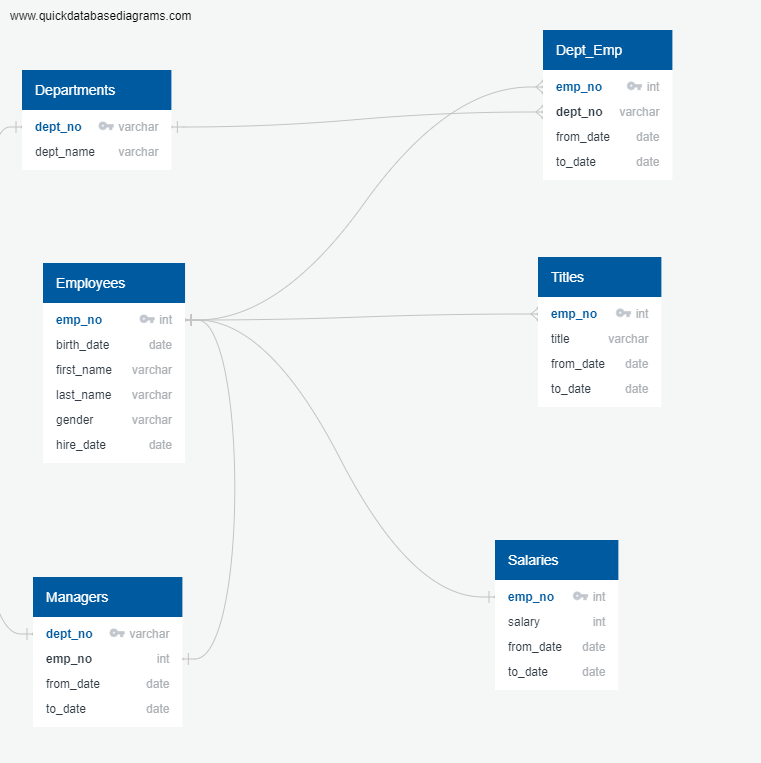 www.quickdatabasediagrams.com
Departments
dept_no varchar
dept_name varchar
Employees
emp_no int
birth_date date
first_name varchar
last_name varchar
gender varchar
hire_date date
Managers
dept_no varchar
emp_no int
from_date date
to_date date
Dept_Emp
emp_no int
dept_no varchar
from_date date
to_date date
Titles
emp_no int
title varchar
from_date date
to_date date
Salaries
emp_no int
salary int
from_date date
to_date date